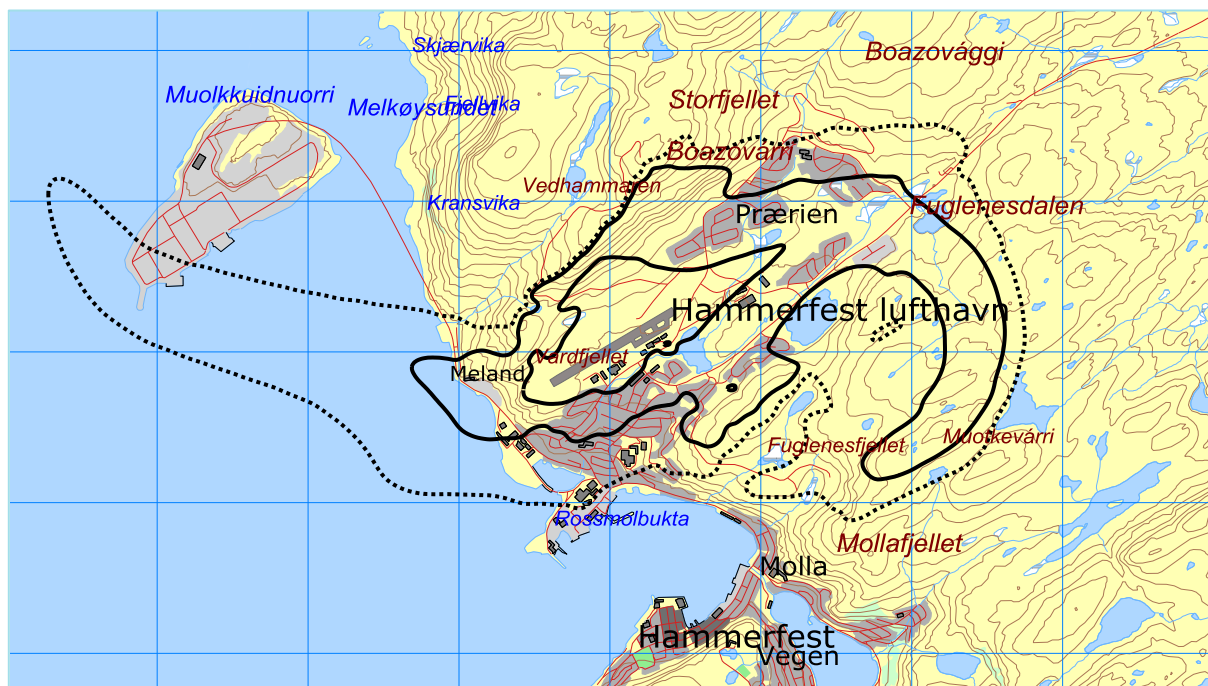 Skjærvika
Boazovággi
Muolkkuidnuorri
Melkøysundet
Fjellvika
Storfjellet
Boazovárri
Vedhammaren
Kransvika
Prærien
Fuglenesdalen
Hammerfest lufthavn
Vardfjellet
Meland
Fuglenesfjellet
Muotkevárri
Rossmolbukta
Mollafjellet
Molla
Hammerfest
Vegen